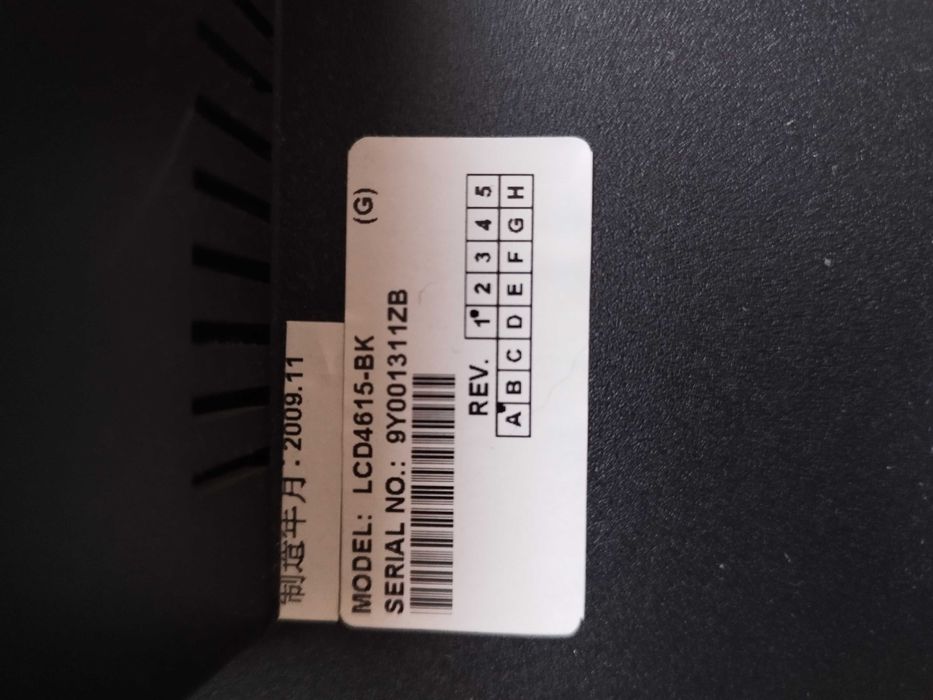 制造年月：2009.11
MODEL: LCD4615-BK (G)
SERIAL NO.: 9Y001311ZB
REV. 1 2 3 4 5
A B C D E F G H